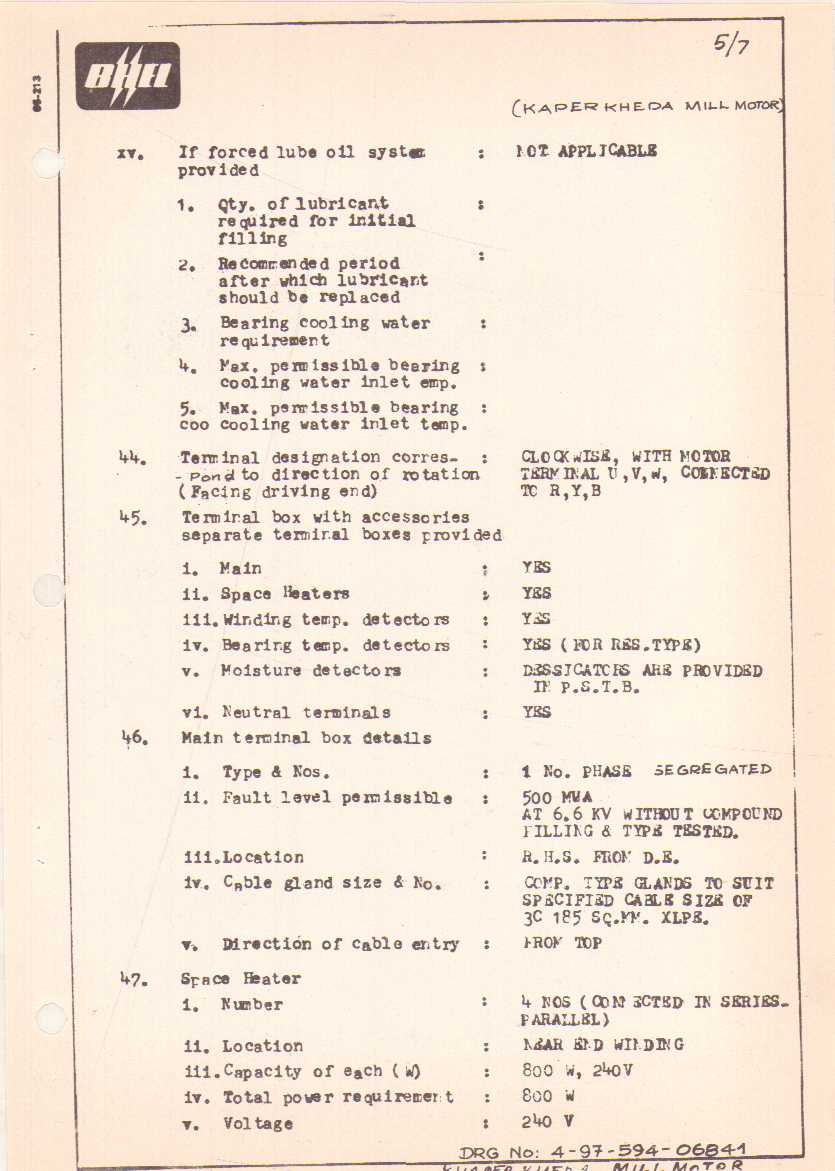 5/7
BHEL
66-213
(KAPERKHEDA MILL MOTOR)
xv. If forced lube oil system : NOT APPLICABLE
provided
1. Qty. of lubricant :
required for initial
filling
2. Recommended period :
after which lubricant
should be replaced
3. Bearing cooling water :
requirement
4. Max. permissible bearing :
cooling water inlet emp.
5. Max. permissible bearing :
coo cooling water inlet temp.
44. Terminal designation corres- : CLOCKWISE, WITH MOTOR
- Pond to direction of rotation TERMINAL U,V,W, CONNECTED
(Facing driving end) TO R,Y,B
45. Terminal box with accessories
separate terminal boxes provided
i. Main : YES
ii. Space Heaters : YES
iii.Winding temp. detectors : YES
iv. Bearing temp. detectors : YES (FOR RES.TYPE)
v. Moisture detectors : DESSICATORS ARE PROVIDED
IN P.S.T.B.
vi. Neutral terminals : YES
46. Main terminal box details
i. Type & Nos. : 1 No. PHASE SEGREGATED
ii. Fault level permissible : 500 MVA
AT 6.6 KV WITHOUT COMPOUND
FILLING & TYPE TESTED.
iii.Location : R.H.S. FROM D.E.
iv. Cable gland size & No. : COMP. TYPE GLANDS TO SUIT
SPECIFIED CABLE SIZE OF
3C 185 SQ.MM. XLPE.
v. Direction of cable entry : FROM TOP
47. Space Heater
i. Number : 4 NOS (CONNECTED IN SERIES-
PARALLEL)
ii. Location : NEAR END WINDING
iii.Capacity of each (W) : 800 W, 240V
iv. Total power requirement : 800 W
v. Voltage : 240 V
DRG No: 4-97-594-06841
KHAPER KHEDA MILL MOTOR